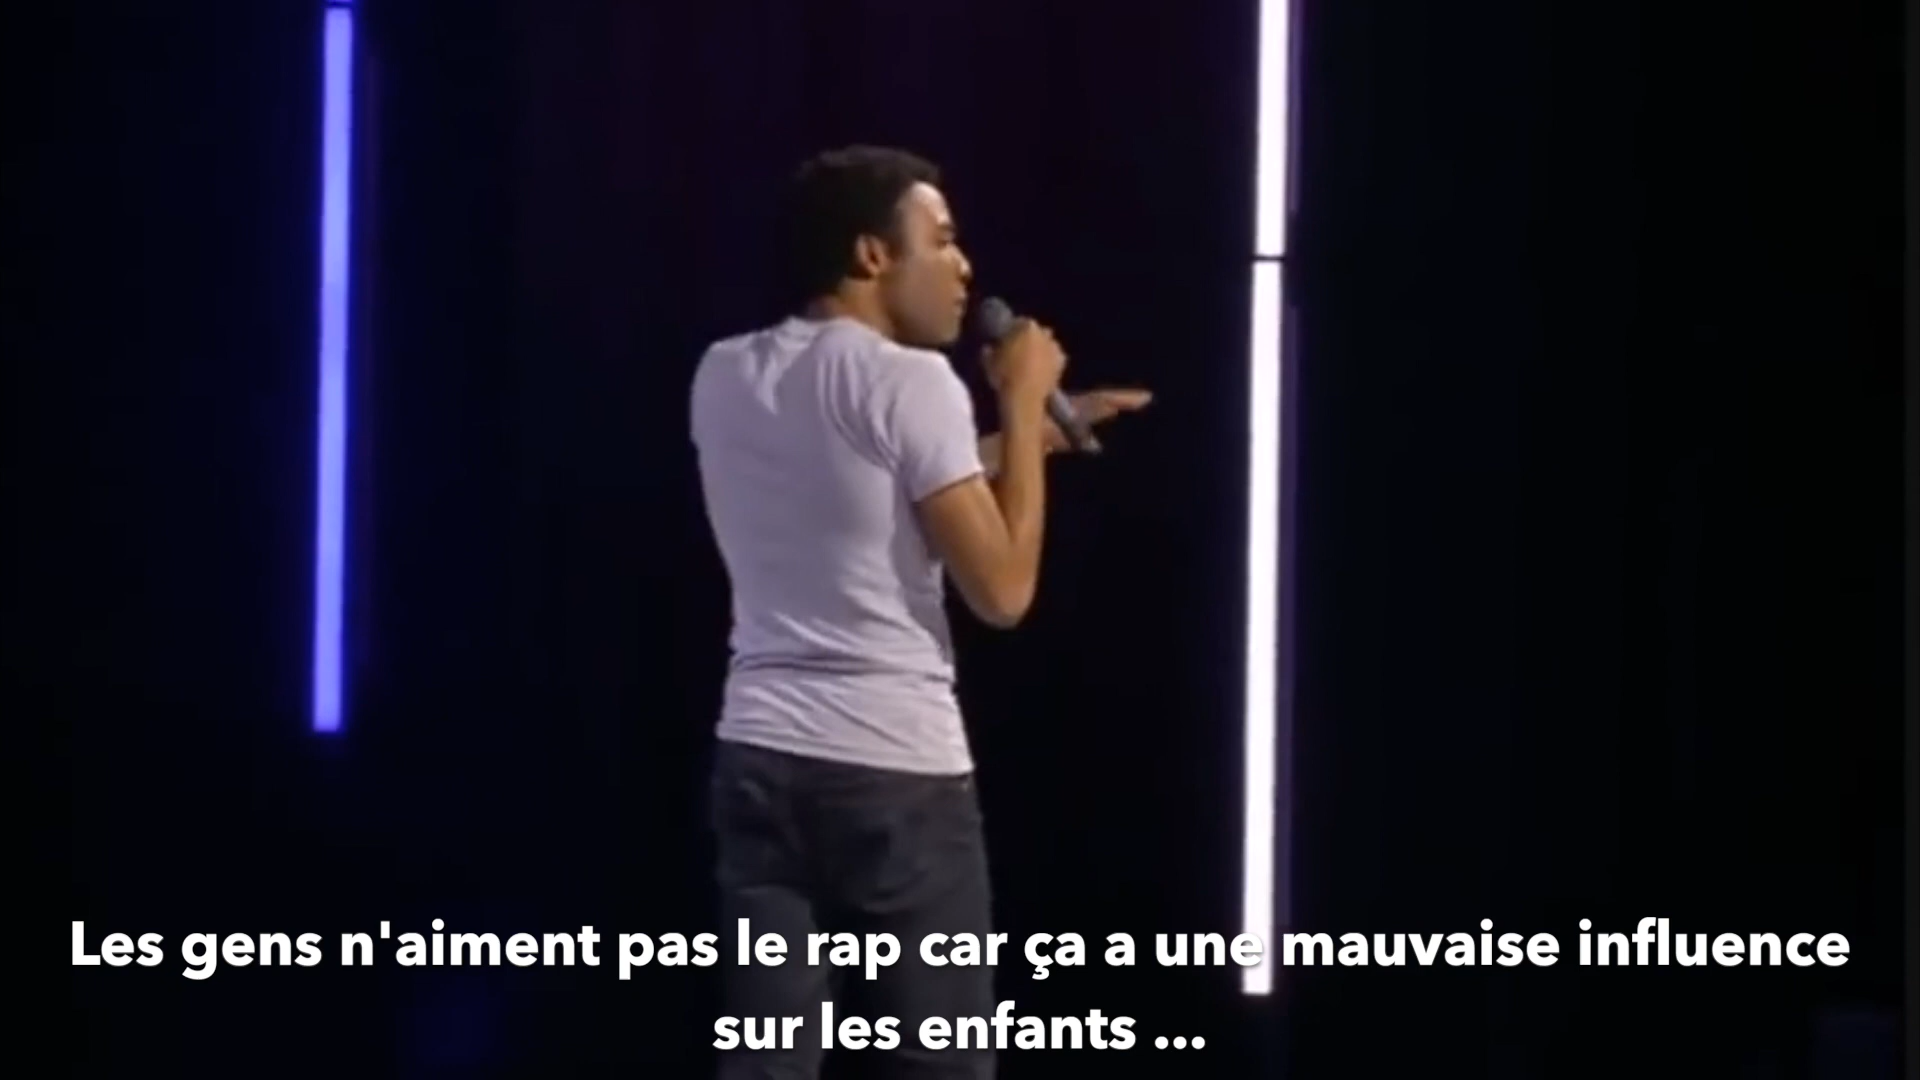 Les gens n'aiment pas le rap car ça a une mauvaise influence
sur les enfants ...